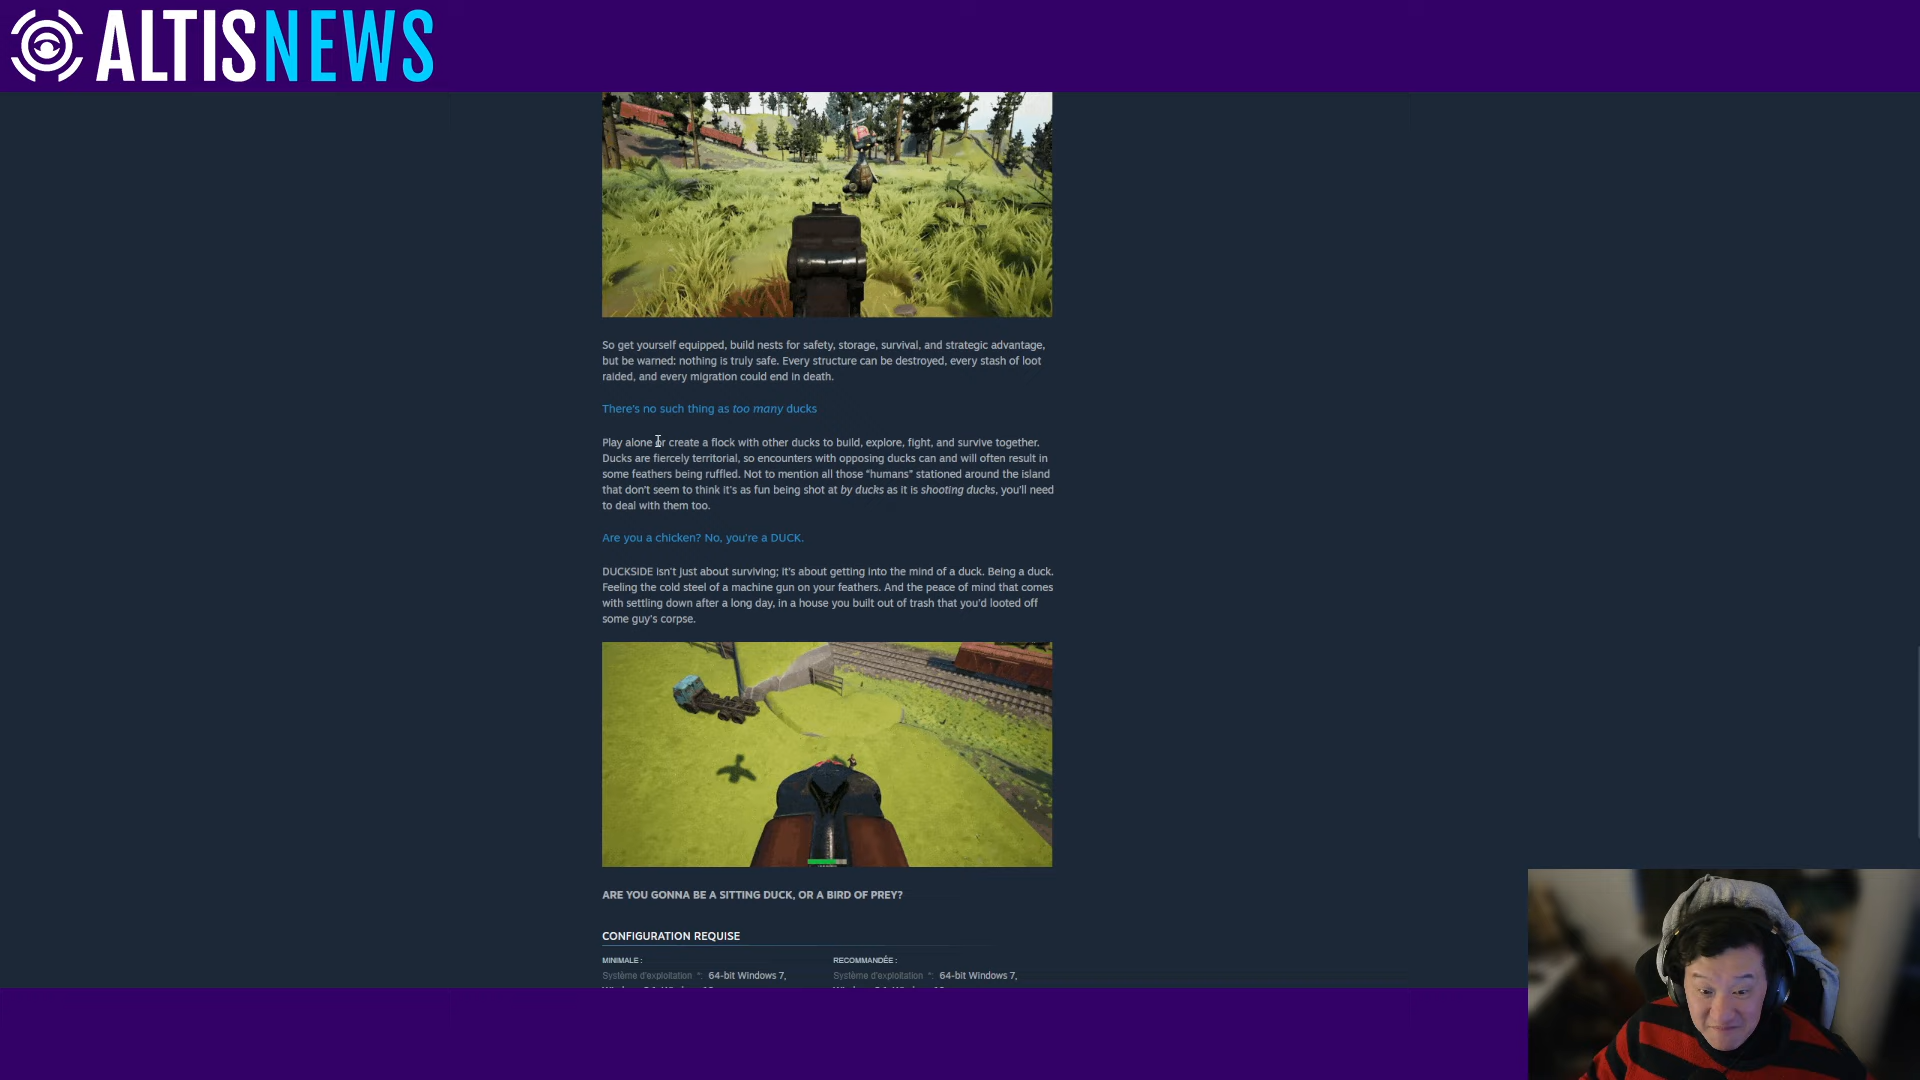 ALTISNEWS
So get yourself equipped, build nests for safety, storage, survival, and strategic advantage,
but be warned: nothing is truly safe. Every structure can be destroyed, every stash of loot
raided, and every migration could end in death.
There's no such thing as too many ducks
Play alone or create a flock with other ducks to build, explore, fight, and survive together.
Ducks are fiercely territorial, so encounters with opposing ducks can and will often result in
some feathers being ruffled. Not to mention all those “humans” stationed around the island
that don't seem to think it's as fun being shot at by ducks as it is shooting ducks, you'll need
to deal with them too.
Are you a chicken? No, you're a DUCK.
DUCKSIDE isn't just about surviving; it's about getting into the mind of a duck. Being a duck.
Feeling the cold steel of a machine gun on your feathers. And the peace of mind that comes
with settling down after a long day, in a house you built out of trash that you'd looted off
some guy's corpse.
ARE YOU GONNA BE A SITTING DUCK, OR A BIRD OF PREY?
CONFIGURATION REQUISE
MINIMALE :
Système d'exploitation *: 64-bit Windows 7,
RECOMMANDÉE :
Système d'exploitation *: 64-bit Windows 7,